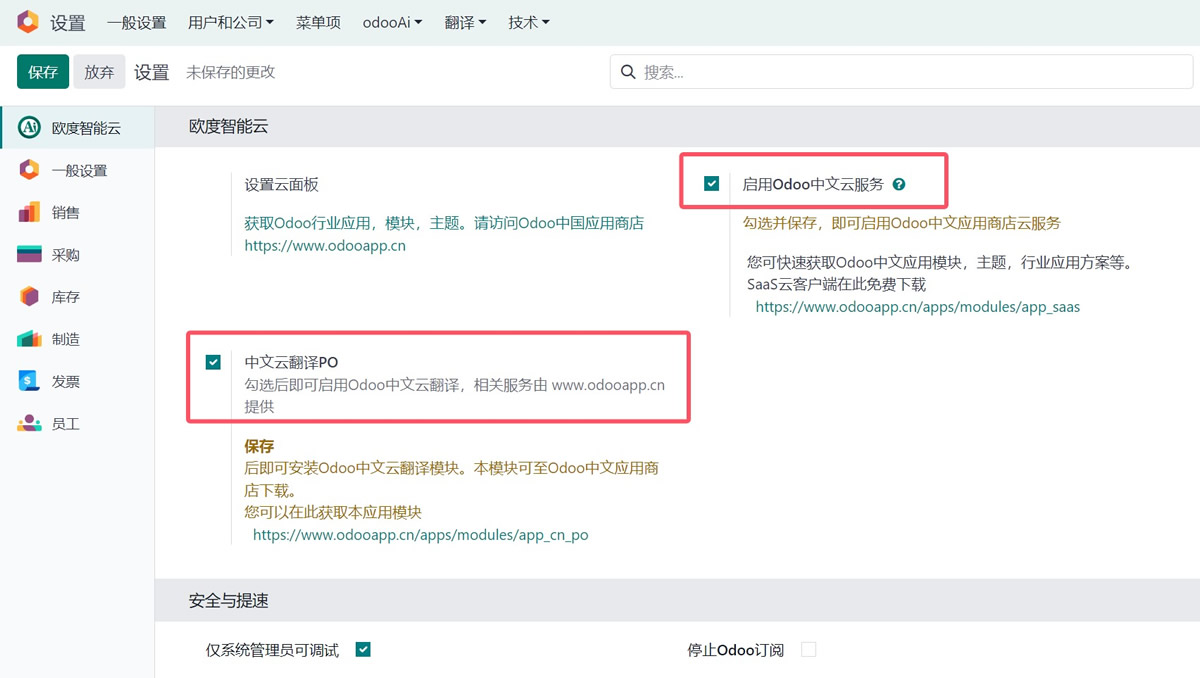 设置 一般设置 用户和公司 菜单项 odooAi 翻译 技术
保存 放弃 设置 未保存的更改 搜索...
Ai 欧度智能云
一般设置
销售
采购
库存
制造
$ 发票
员工
欧度智能云
设置云面板
获取Odoo行业应用，模块，主题。请访问Odoo中国应用商店
https://www.odooapp.cn
启用Odoo中文云服务 ?
勾选并保存，即可启用Odoo中文应用商店云服务
您可快速获取Odoo中文应用模块，主题，行业应用方案等。
SaaS云客户端在此免费下载
https://www.odooapp.cn/apps/modules/app_saas
中文云翻译PO
勾选后即可启用Odoo中文云翻译，相关服务由 www.odooapp.cn
提供
保存
后即可安装Odoo中文云翻译模块。本模块可至Odoo中文应用商
店下载。
您可以在此获取本应用模块
https://www.odooapp.cn/apps/modules/app_cn_po
安全与提速
仅系统管理员可调试 停止Odoo订阅